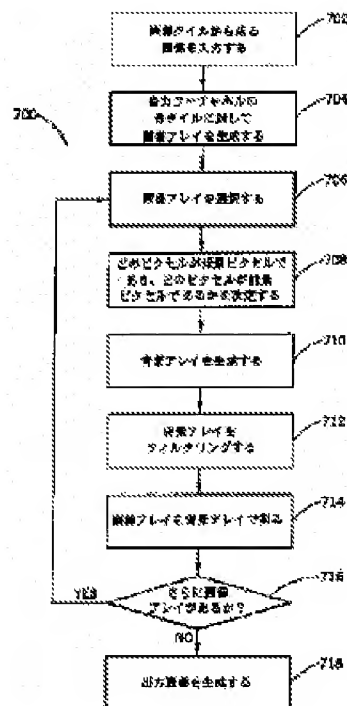 画像タイルから成る
画像を入力する
702
各カラーチャネルの
各タイルに対して
画像アレイを生成する
704
700
画像アレイを選択する
706
どのピクセルが背景ピクセルで
あり、どのピクセルが前景
ピクセルであるかを決定する
708
背景アレイを生成する
710
背景アレイを
フィルタリングする
712
画像アレイを背景アレイで割る
714
さらに画像
アレイがあるか?
716
YES
NO
出力画像を生成する
718